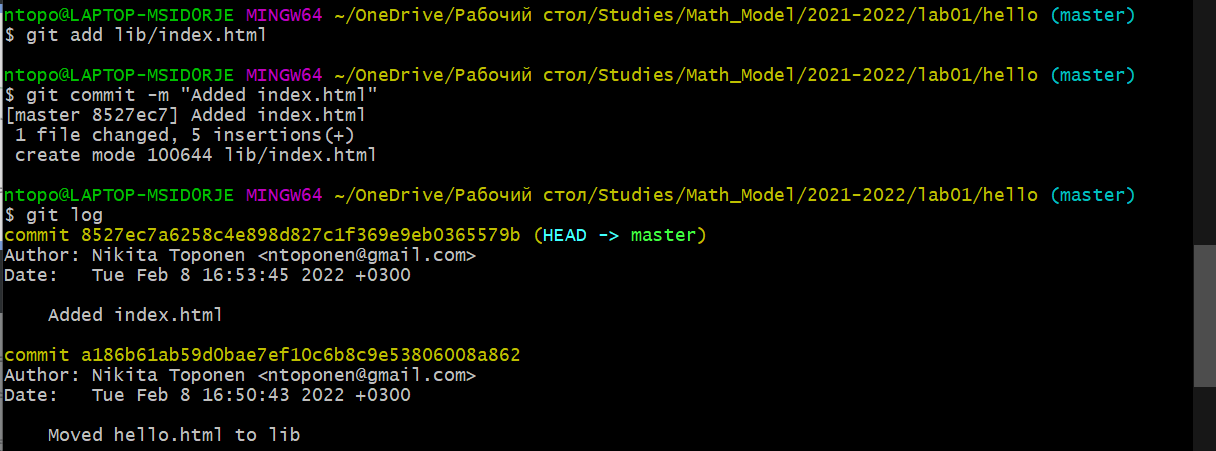 ntopo@LAPTOP-MSIDORJE MINGW64 ~/OneDrive/Рабочий стол/Studies/Math_Model/2021-2022/lab01/hello (master)
$ git add lib/index.html
ntopo@LAPTOP-MSIDORJE MINGW64 ~/OneDrive/Рабочий стол/Studies/Math_Model/2021-2022/lab01/hello (master)
$ git commit -m "Added index.html"
[master 8527ec7] Added index.html
 1 file changed, 5 insertions(+)
 create mode 100644 lib/index.html
ntopo@LAPTOP-MSIDORJE MINGW64 ~/OneDrive/Рабочий стол/Studies/Math_Model/2021-2022/lab01/hello (master)
$ git log
commit 8527ec7a6258c4e898d827c1f369e9eb0365579b (HEAD -> master)
Author: Nikita Toponen <ntoponen@gmail.com>
Date:   Tue Feb 8 16:53:45 2022 +0300
    Added index.html
commit a186b61ab59d0bae7ef10c6b8c9e53806008a862
Author: Nikita Toponen <ntoponen@gmail.com>
Date:   Tue Feb 8 16:50:43 2022 +0300
    Moved hello.html to lib